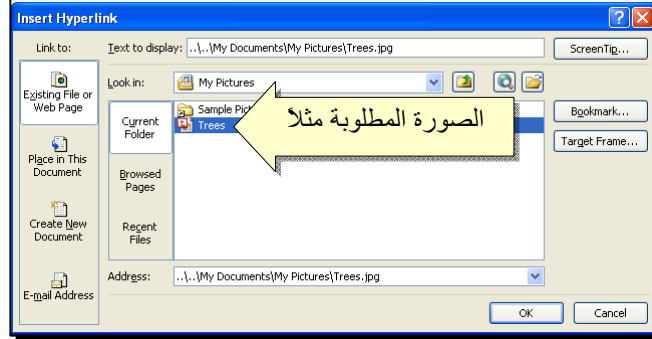 Insert Hyperlink
Link to:
Text to display: ..\..\My Documents\My Pictures\Trees.jpg
ScreenTip...
Existing File or
Web Page
Look in: My Pictures
Current
Folder
Trees
الصورة المطلوبة مثلاً
Bookmark...
Target Frame...
Place in This
Document
Browsed
Pages
Create New
Document
Recent
Files
E-mail Address
Address: ..\..\My Documents\My Pictures\Trees.jpg
OK
Cancel